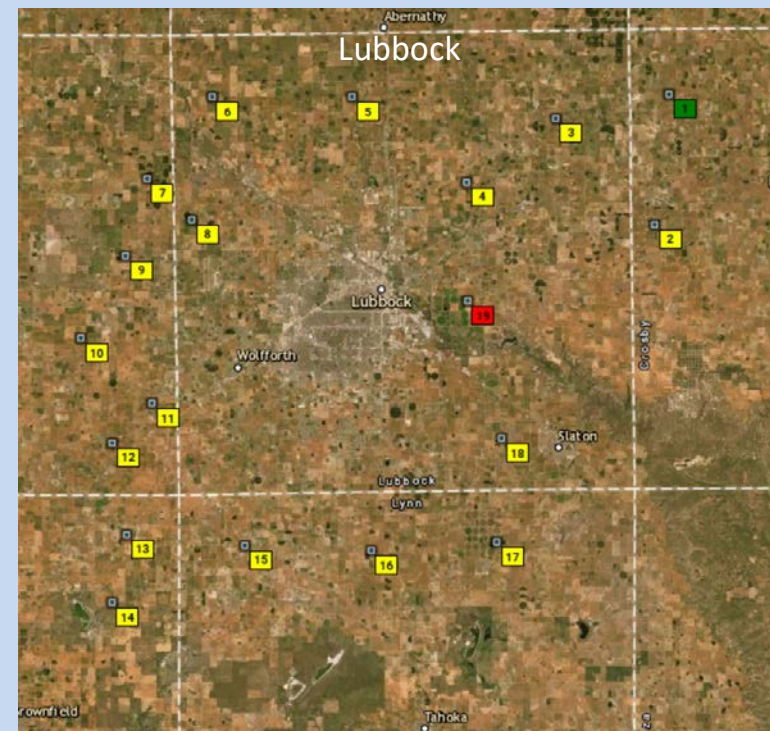 Abernathy
Lubbock
6
5
3
1
7
4
8
2
9
Lubbock
19
Crosby
10
Wolfforth
11
12
18
Slaton
Lubbock
Lynn
13
15
16
17
14
rownfield
Tahoka
za